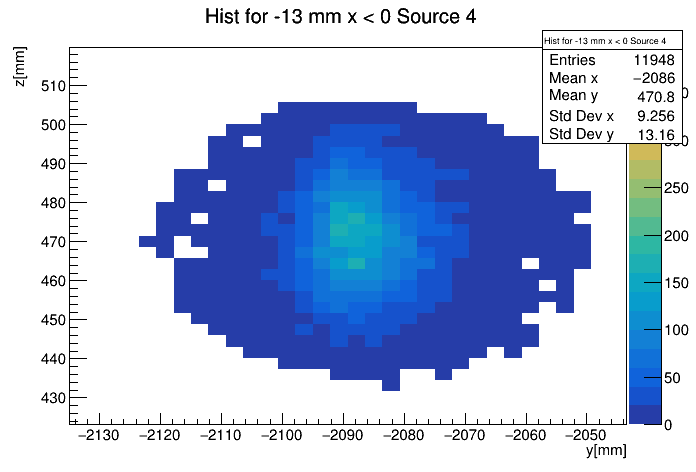 Hist for -13 mm x < 0 Source 4
z[mm]
Hist for -13 mm x < 0 Source 4
Entries 11948
Mean x −2086
Mean y 470.8
Std Dev x 9.256
Std Dev y 13.16
510
500
490
480
470
460
450
440
430
250
200
150
100
50
0
−2130 −2120 −2110 −2100 −2090 −2080 −2070 −2060 −2050
y[mm]